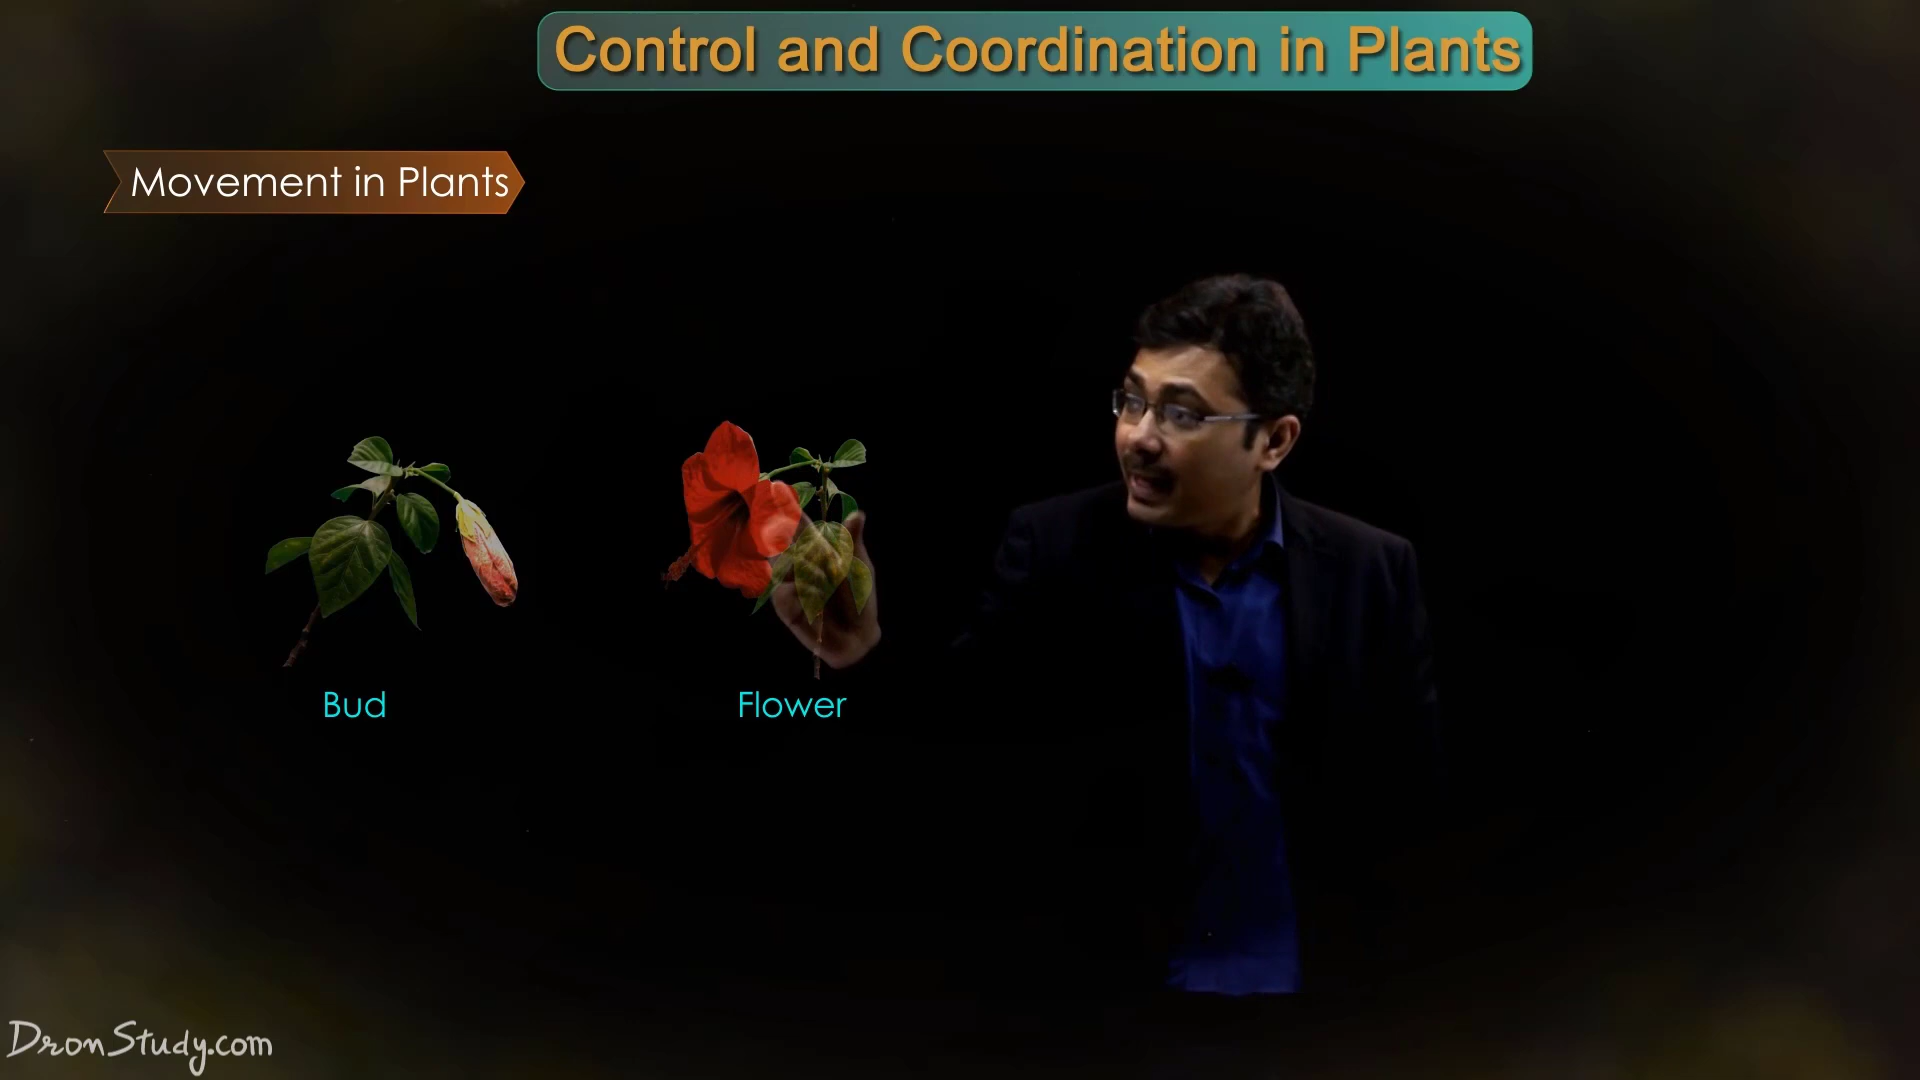 Control and Coordination in Plants
Movement in Plants
Bud
Flower
DronStudy.com